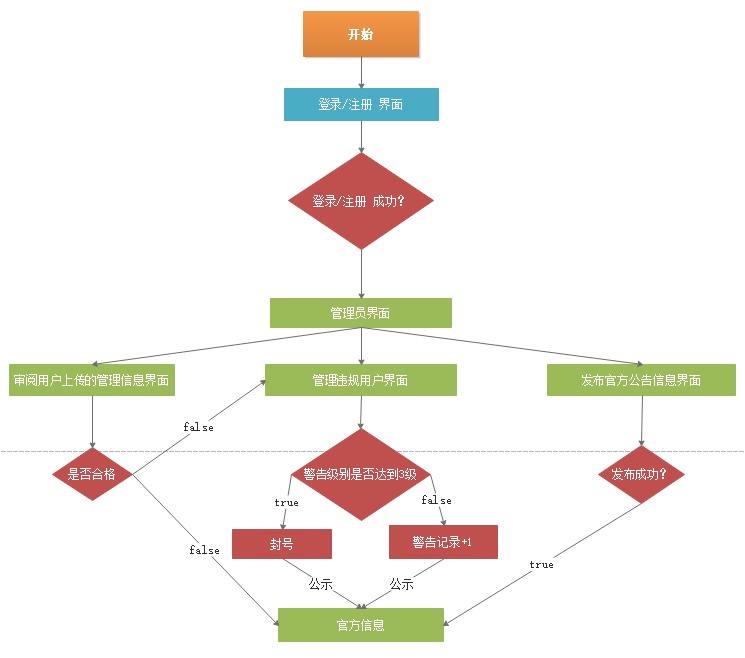 开始
登录/注册 界面
登录/注册 成功?
管理员界面
审阅用户上传的管理信息界面
管理违规用户界面
发布官方公告信息界面
false
是否合格
警告级别是否达到3级
发布成功?
true
false
封号
警告记录+1
false
true
公示
公示
官方信息